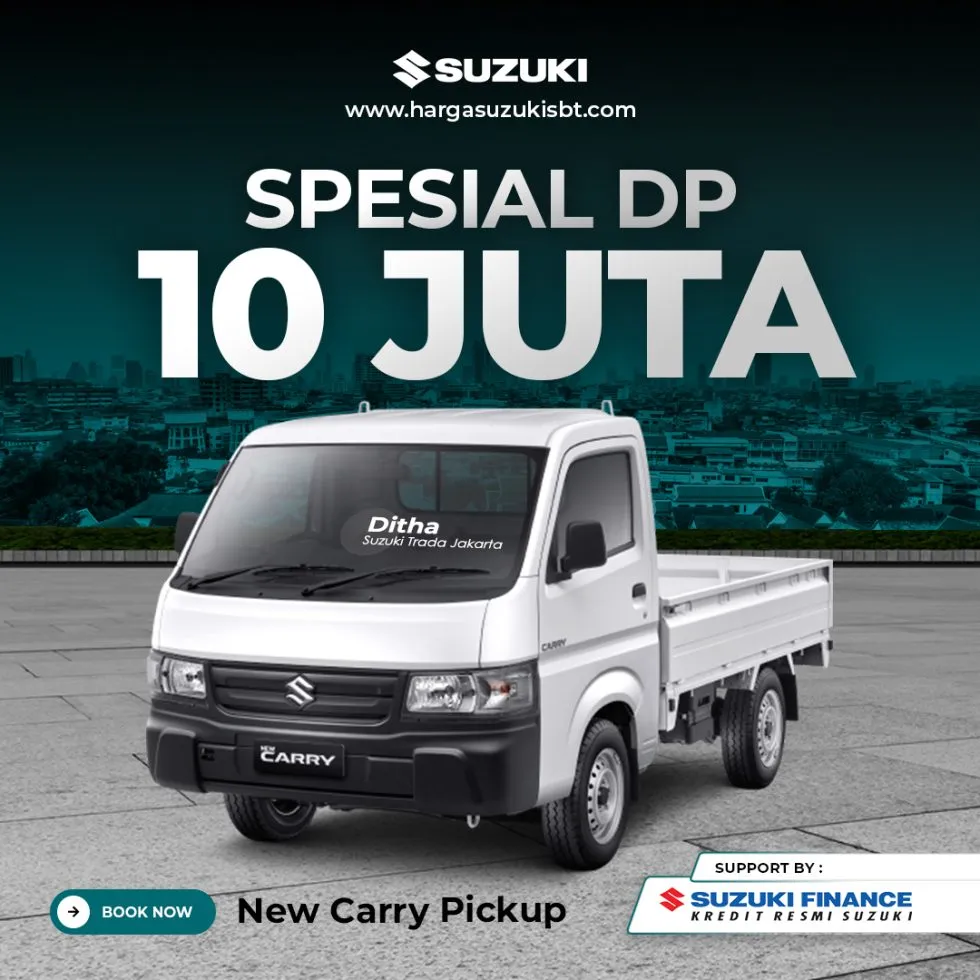 SUZUKI
www.hargasuzukisbt.com
SPESIAL DP
10 JUTA
Ditha
Suzuki Trada Jakarta
CARRY
NEW
CARRY
SUPPORT BY :
SUZUKI FINANCE
KREDIT RESMI SUZUKI
BOOK NOW
New Carry Pickup